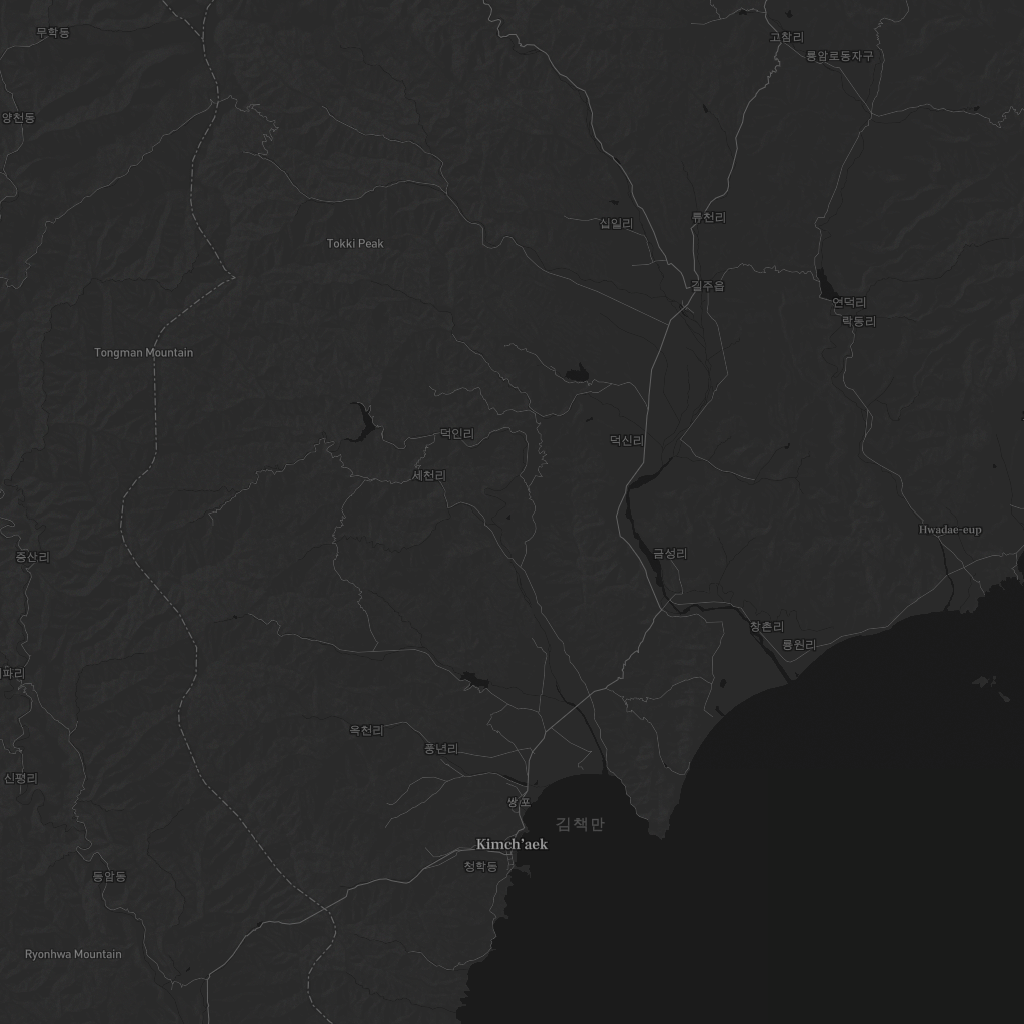 무학동
고참리
룡암로동자구
양천동
십일리
류천리
Tokki Peak
길주읍
연덕리
락동리
Tongman Mountain
덕인리
덕신리
세천리
Hwadae-eup
금성리
중산리
창촌리
룡원리
파리
옥천리
풍년리
신평리
쌍포
김책만
Kimch'aek
청학동
동암동
Ryonhwa Mountain